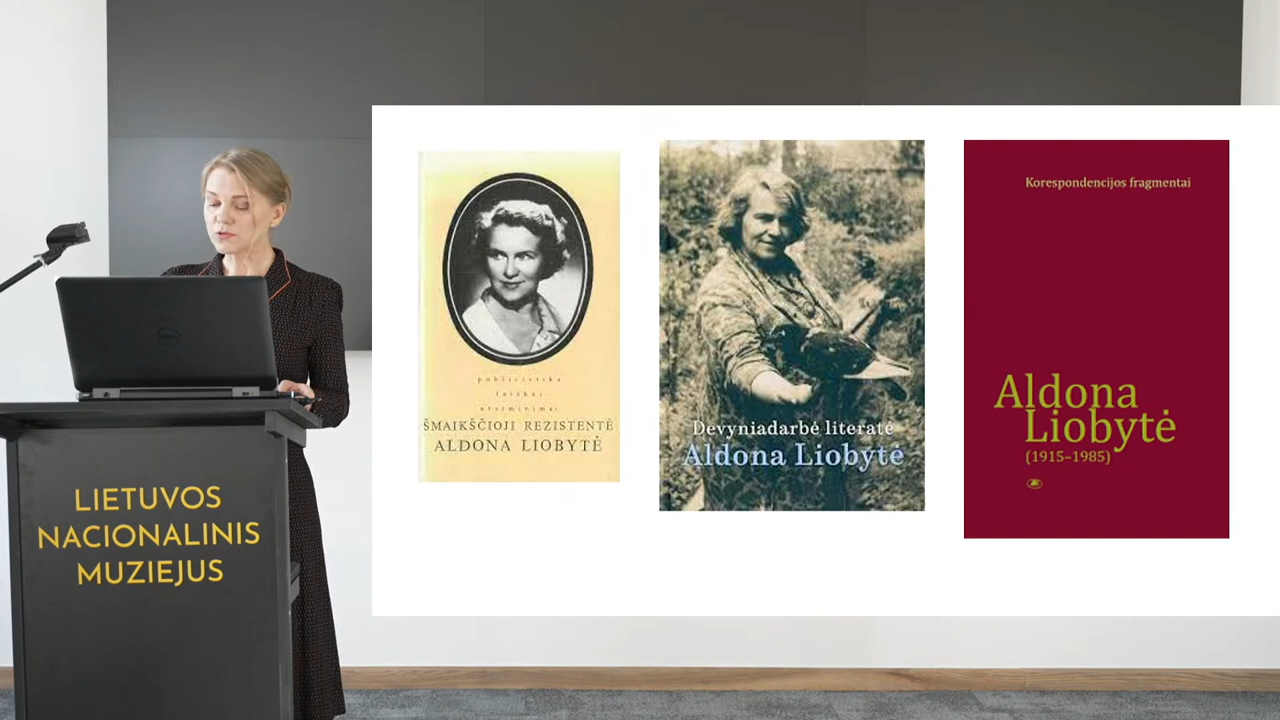 LIETUVOS
NACIONALINIS
MUZIEJUS
DELL
publicistika
laiškai
atsiminimai
ŠMAIKŠČIOJI REZISTENTĖ
ALDONA LIOBYTĖ
Devyniadarbė literatė
Aldona Liobytė
Korespondencijos fragmentai
Aldona
Liobytė
(1915–1985)